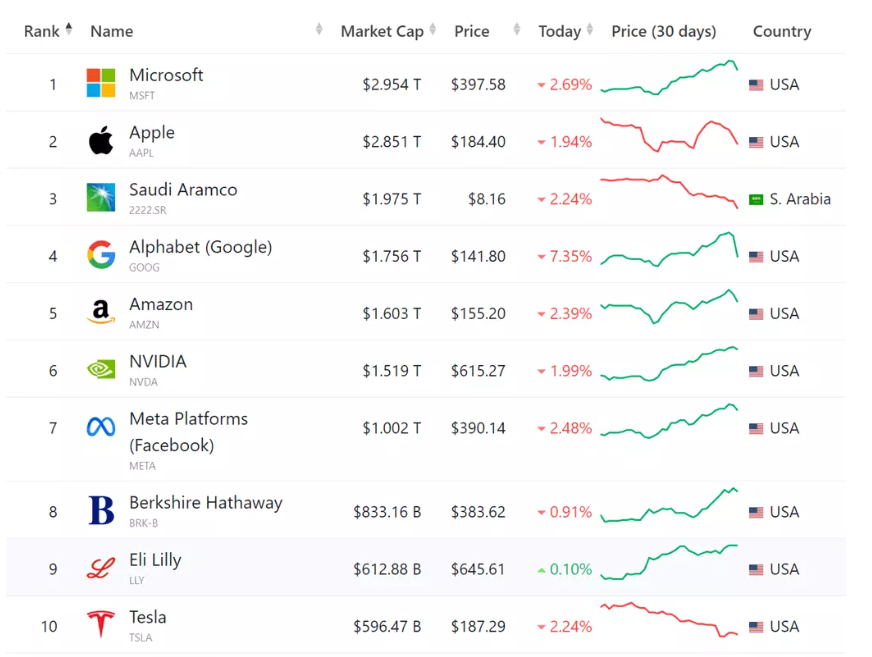 Rank Name Market Cap Price Today Price (30 days) Country
1 Microsoft $2.954 T $397.58 2.69% USA
MSFT
2 Apple $2.851 T $184.40 1.94% USA
AAPL
3 Saudi Aramco $1.975 T $8.16 2.24% S. Arabia
2222.SR
4 Alphabet (Google) $1.756 T $141.80 7.35% USA
GOOG
5 Amazon $1.603 T $155.20 2.39% USA
AMZN
6 NVIDIA $1.519 T $615.27 1.99% USA
NVDA
7 Meta Platforms $1.002 T $390.14 2.48% USA
(Facebook)
META
8 Berkshire Hathaway $833.16 B $383.62 0.91% USA
BRK-B
9 Eli Lilly $612.88 B $645.61 0.10% USA
LLY
10 Tesla $596.47 B $187.29 2.24% USA
TSLA